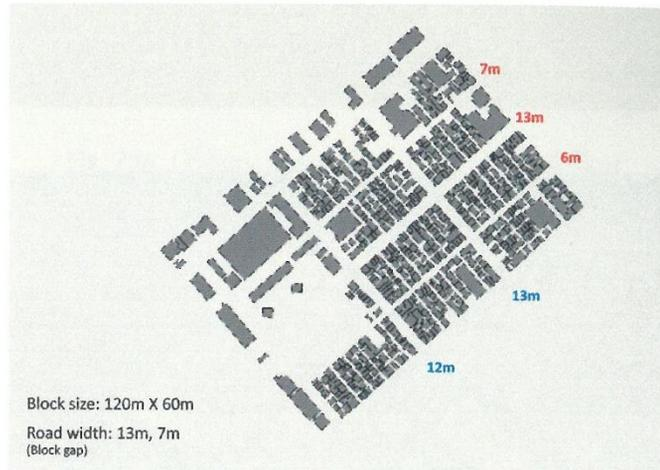 7m
13m
6m
13m
12m
Block size: 120m X 60m
Road width: 13m, 7m
(Block gap)